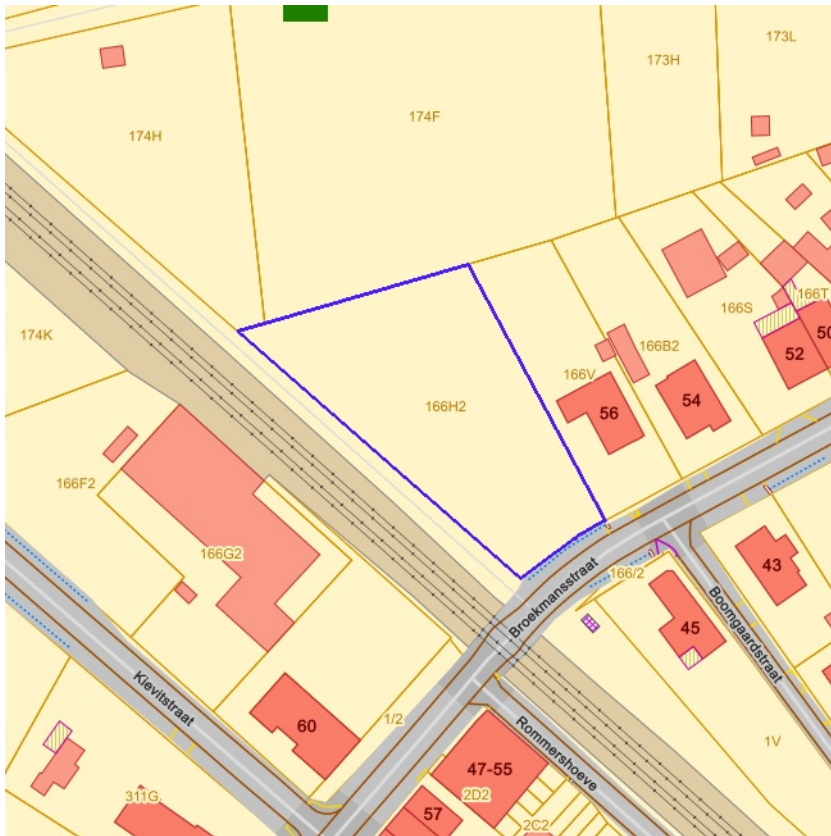 173L
173H
174F
174H
166T
166S
50
174K
166B2
52
166V
54
166H2
56
166F2
166G2
43
166/2
Broekmansstraat
Boomgaardstraat
45
Kievitstraat
60
1/2
Rommershoeve
1V
47-55
2D2
311G
57
2C2